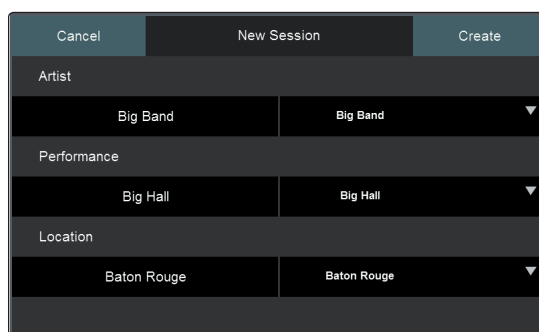 Cancel New Session Create
Artist
Big Band Big Band
Performance
Big Hall Big Hall
Location
Baton Rouge Baton Rouge